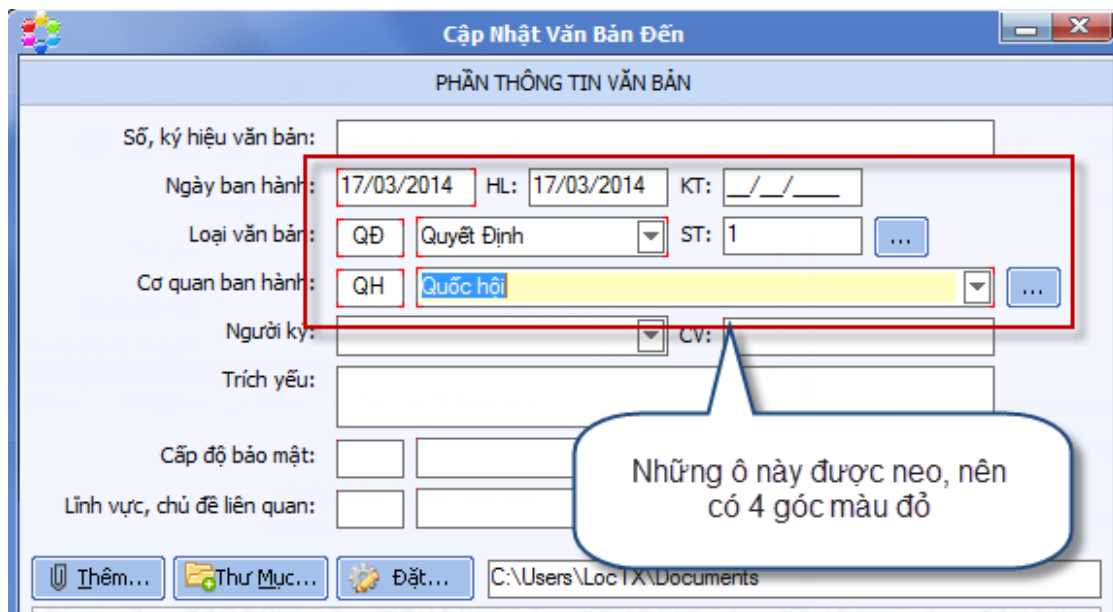 Cập Nhật Văn Bản Đến
PHẦN THÔNG TIN VĂN BẢN
Số, ký hiệu văn bản:
Ngày ban hành: 17/03/2014 HL: 17/03/2014 KT: __/__/____
Loại văn bản: QĐ Quyết Định ST: 1 ...
Cơ quan ban hành: QH Quốc hội ...
Người ký: CV:
Trích yếu:
Cấp độ bảo mật:
Lĩnh vực, chủ đề liên quan:
Những ô này được neo, nên
có 4 góc màu đỏ
Thêm... Thư Mục... Đặt... C:\Users\LocTX\Documents